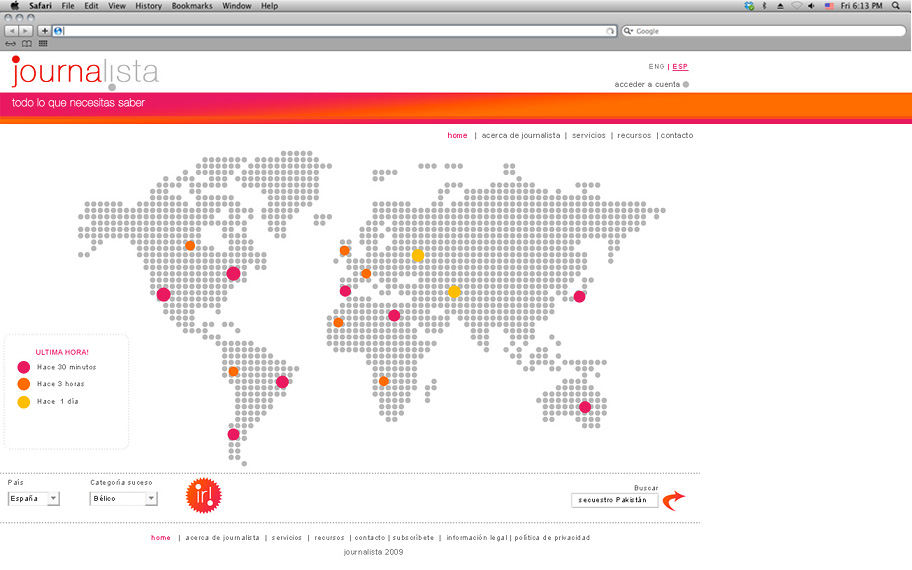 Safari File Edit View History Bookmarks Window Help Fri 6:13 PM
Google
journalista
ENG | ESP
acceder a cuenta
todo lo que necesitas saber
home | acerca de journalista | servicios | recursos | contacto
ULTIMA HORA!
Hace 30 minutos
Hace 3 horas
Hace 1 día
País Categoría suceso
Buscar
España Bélico ir! secuestro Pakistán
home | acerca de journalista | servicios | recursos | contacto | subscríbete | información legal | política de privacidad
journalista 2009